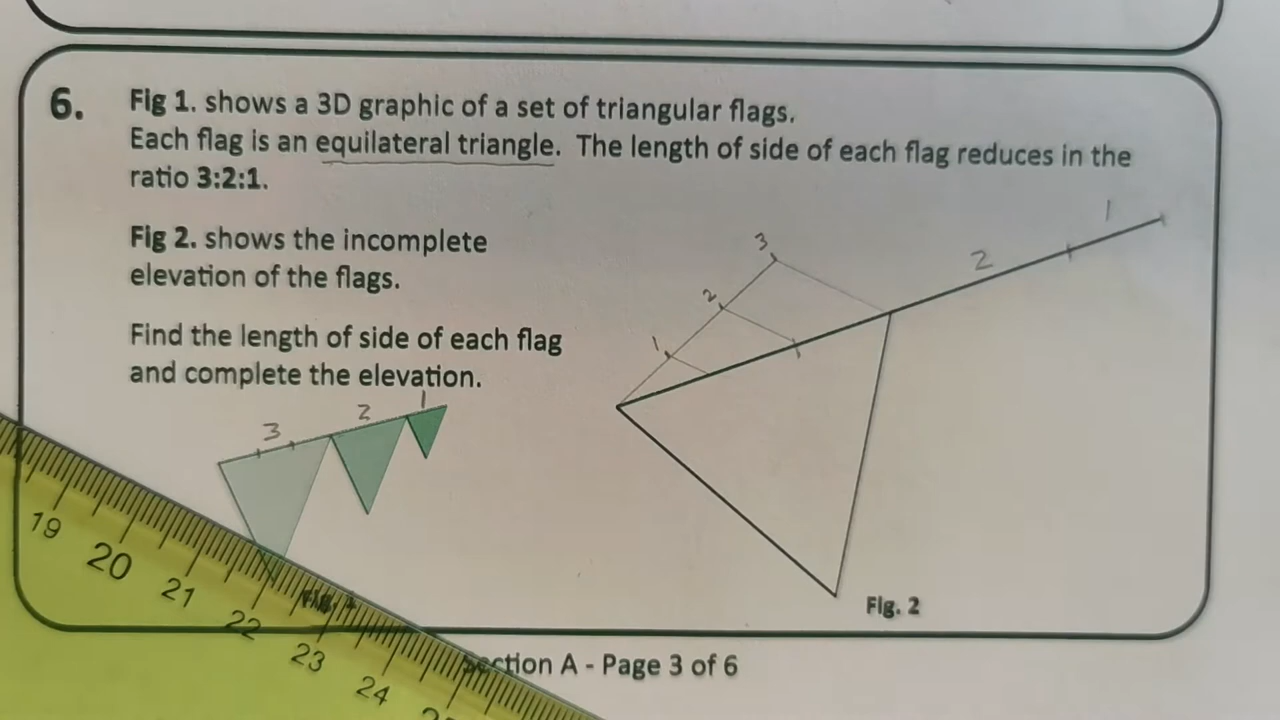 6.
Fig 1. shows a 3D graphic of a set of triangular flags.
Each flag is an equilateral triangle. The length of side of each flag reduces in the
ratio 3:2:1.
Fig 2. shows the incomplete
elevation of the flags.
Find the length of side of each flag
and complete the elevation.
3 2 1
1 2 3
2 1
Fig. 2
19 20 21 22 23 24
Section A - Page 3 of 6